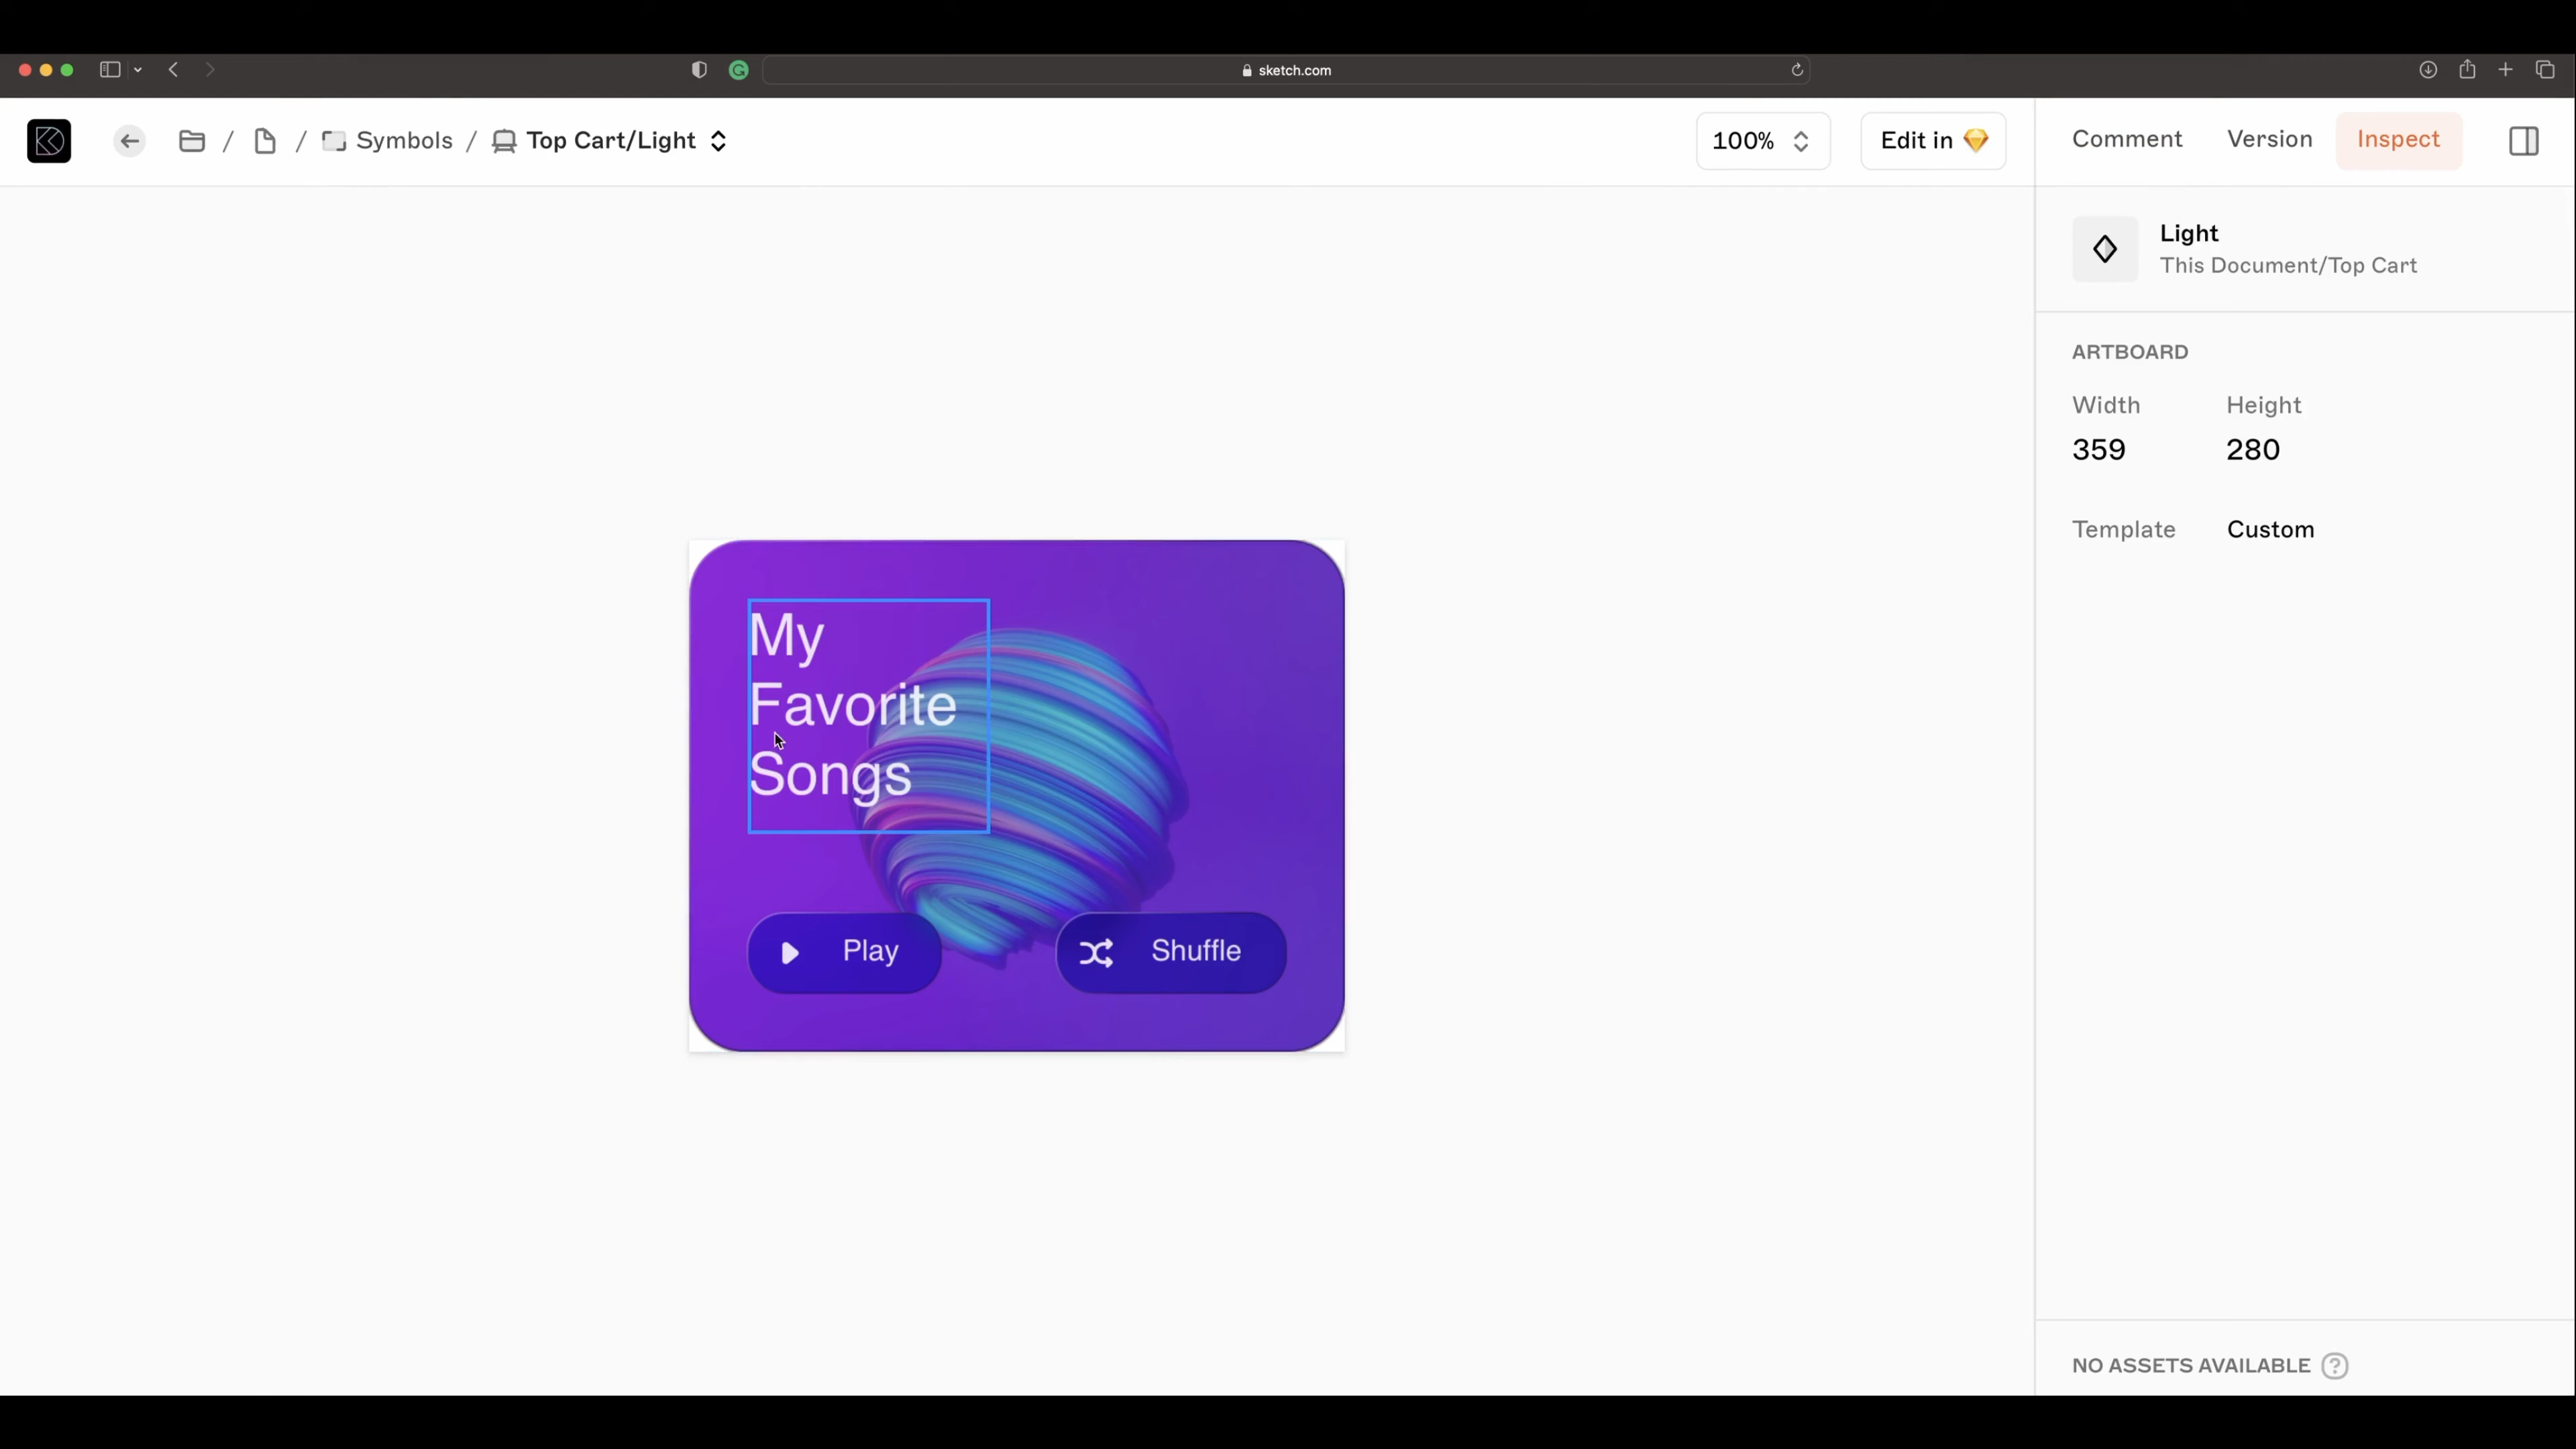 sketch.com
/ / Symbols / Top Cart/Light
100%
Edit in
Comment
Version
Inspect
Light
This Document/Top Cart
ARTBOARD
Width
Height
359
280
Template
Custom
My
Favorite
Songs
Play
Shuffle
NO ASSETS AVAILABLE ?